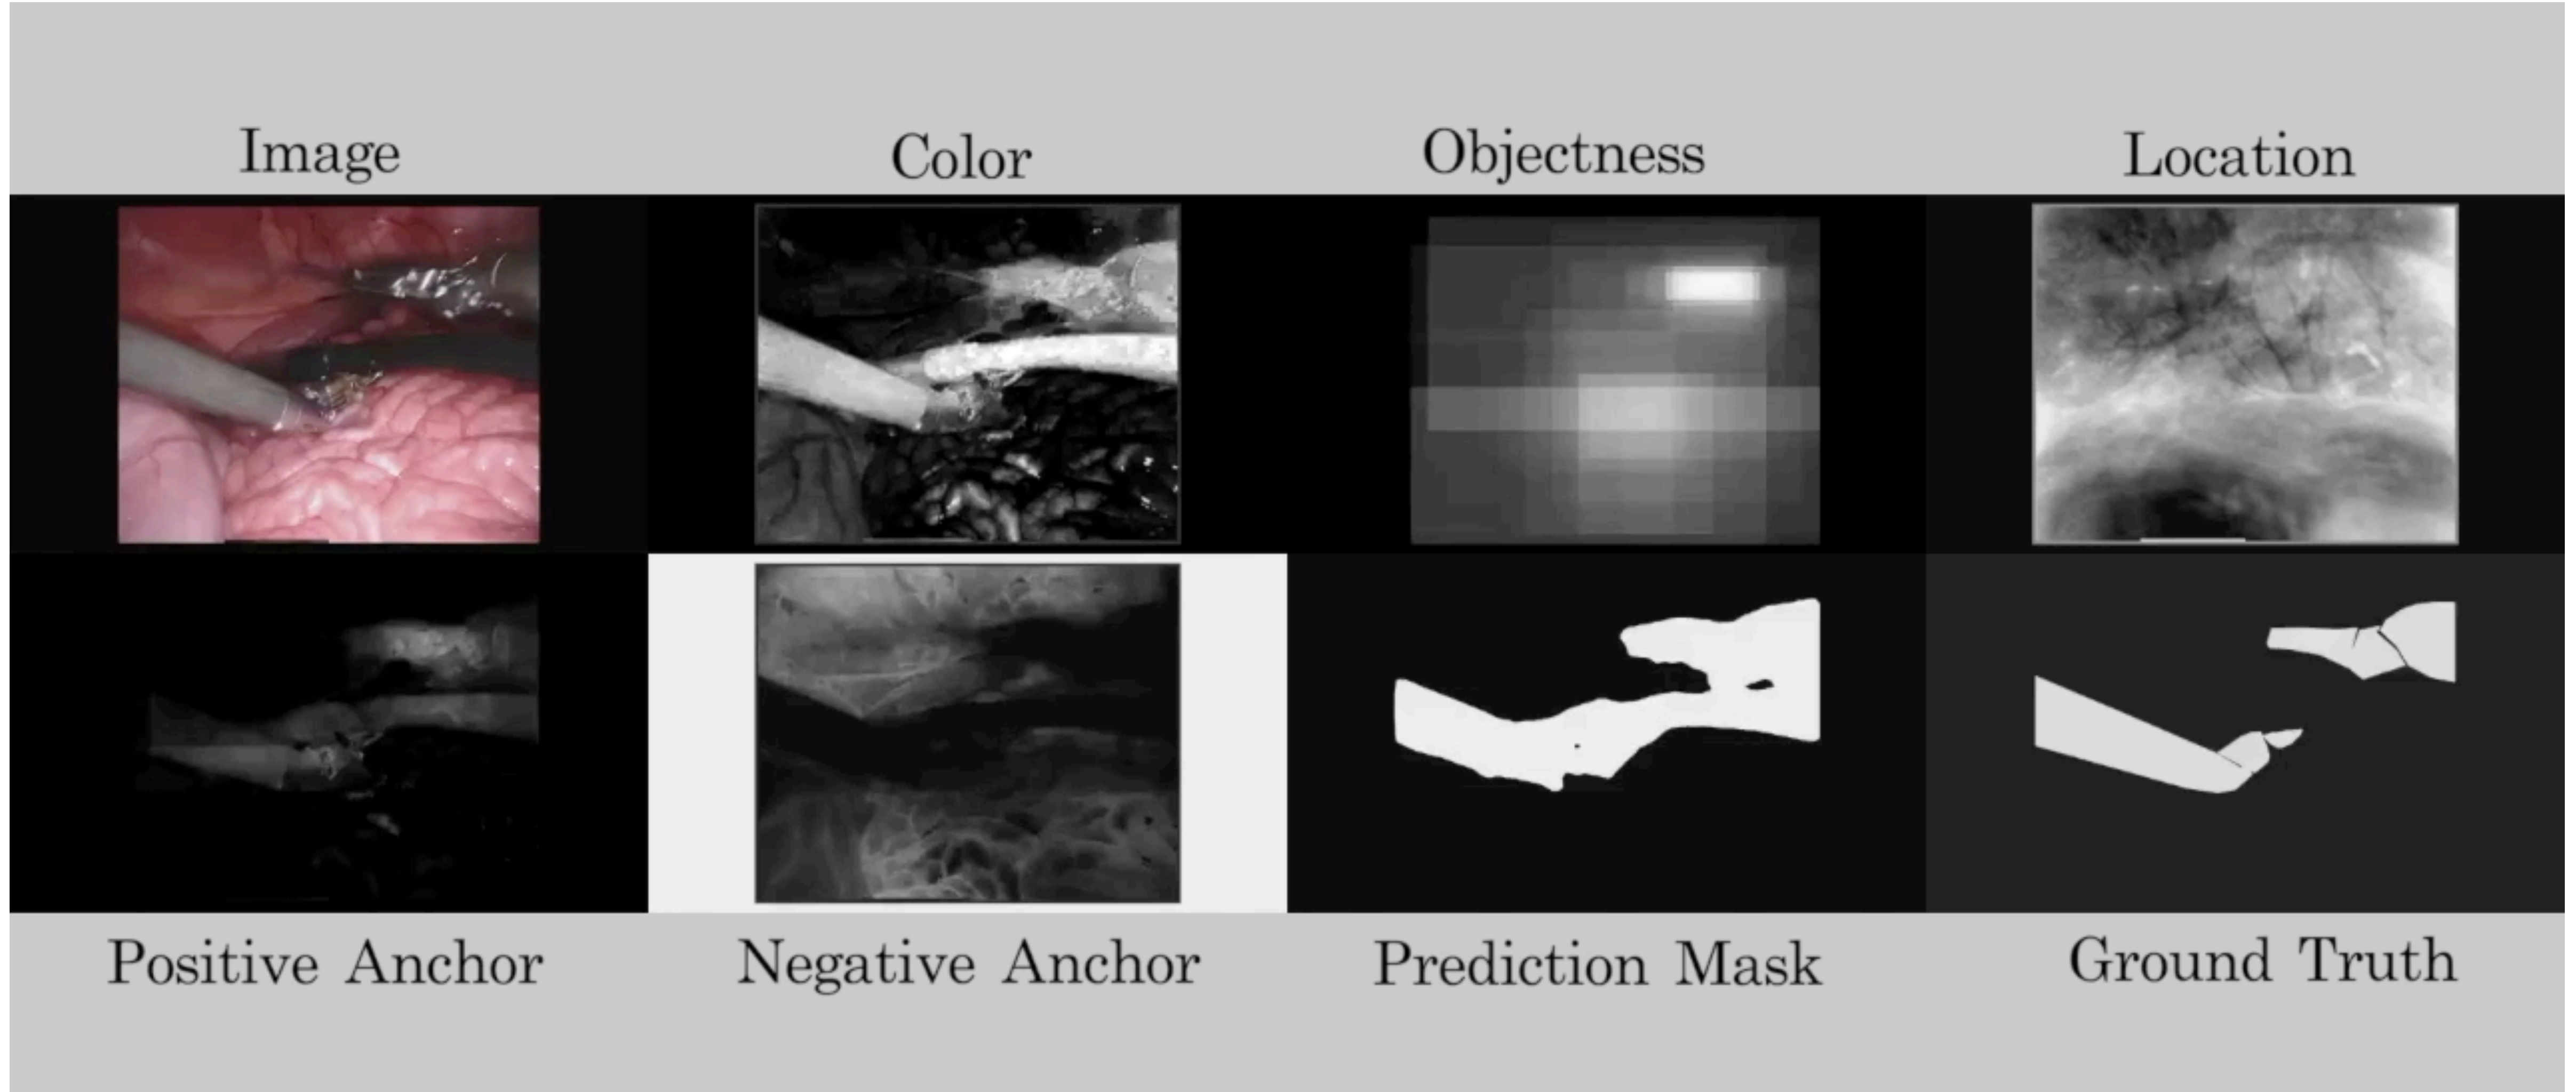 Image Color Objectness Location
Positive Anchor Negative Anchor Prediction Mask Ground Truth